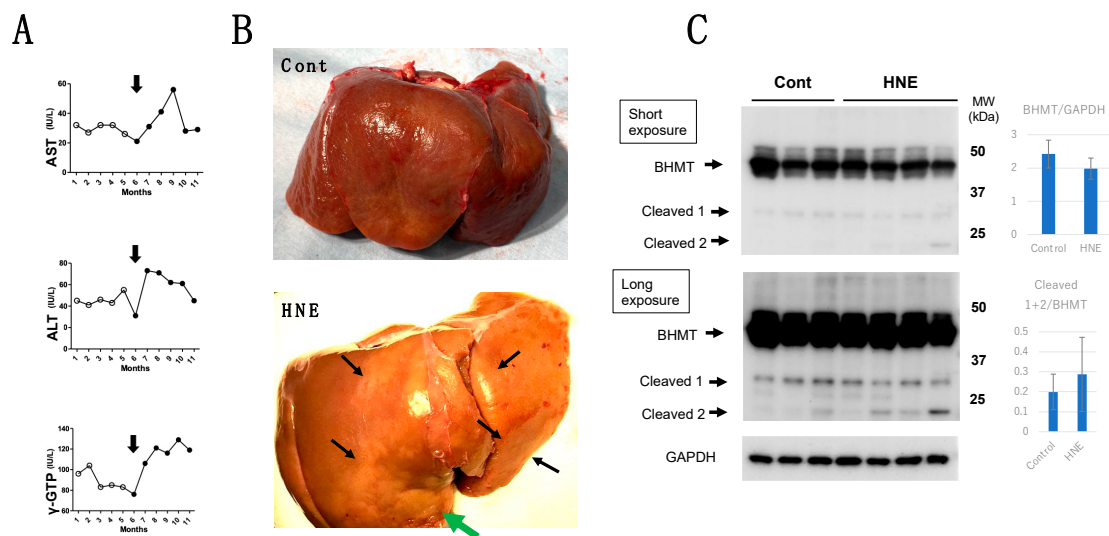 A
B
C
60
40
20
0
AST (IU/L)
1 2 3 4 5 6 7 8 9 10 11
Months
80
60
40
20
0
ALT (IU/L)
1 2 3 4 5 6 7 8 9 10 11
Months
140
120
100
80
60
γ-GTP (IU/L)
1 2 3 4 5 6 7 8 9 10 11
Months
Cont
HNE
Cont HNE
MW
(kDa)
Short
exposure
BHMT
Cleaved 1
Cleaved 2
50
37
25
Long
exposure
BHMT
Cleaved 1
Cleaved 2
50
37
25
GAPDH
BHMT/GAPDH
3
2
1
0
Control HNE
Cleaved
1+2/BHMT
0.5
0.4
0.3
0.2
0.1
0
Control HNE